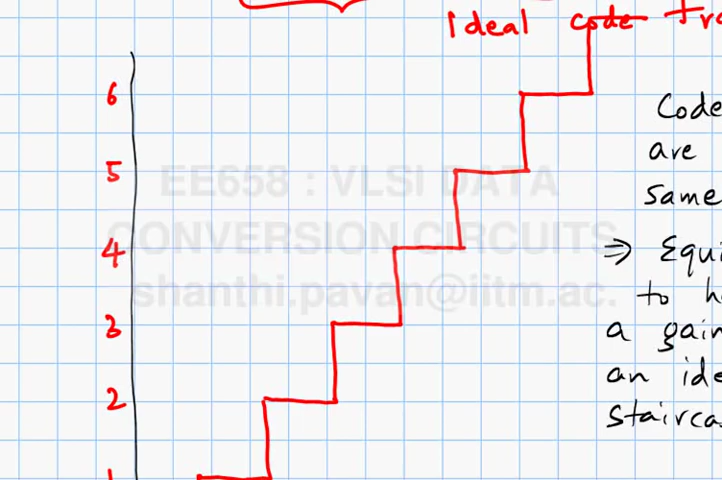 Ideal code
6
Code
are
5
same
EE658 : VLSI DATA
CONVERSION CIRCUITS
shanthi.pavan@iitm.ac.
4
⇒ Equi
to h
3
a gain
an ide
2
Stairca
1